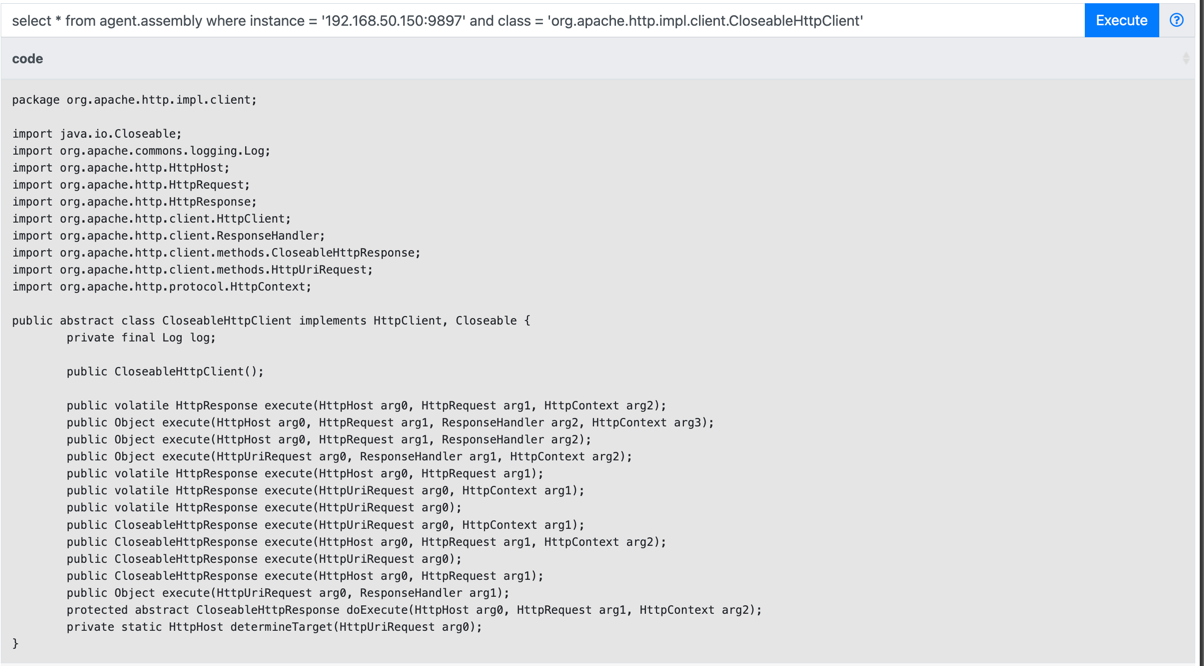 select * from agent.assembly where instance = '192.168.50.150:9897' and class = 'org.apache.http.impl.client.CloseableHttpClient'
Execute
?
code
package org.apache.http.impl.client;
import java.io.Closeable;
import org.apache.commons.logging.Log;
import org.apache.http.HttpHost;
import org.apache.http.HttpRequest;
import org.apache.http.HttpResponse;
import org.apache.http.client.HttpClient;
import org.apache.http.client.ResponseHandler;
import org.apache.http.client.methods.CloseableHttpResponse;
import org.apache.http.client.methods.HttpUriRequest;
import org.apache.http.protocol.HttpContext;
public abstract class CloseableHttpClient implements HttpClient, Closeable {
private final Log log;
public CloseableHttpClient();
public volatile HttpResponse execute(HttpHost arg0, HttpRequest arg1, HttpContext arg2);
public Object execute(HttpHost arg0, HttpRequest arg1, ResponseHandler arg2, HttpContext arg3);
public Object execute(HttpHost arg0, HttpRequest arg1, ResponseHandler arg2);
public Object execute(HttpUriRequest arg0, ResponseHandler arg1, HttpContext arg2);
public volatile HttpResponse execute(HttpHost arg0, HttpRequest arg1);
public volatile HttpResponse execute(HttpUriRequest arg0, HttpContext arg1);
public volatile HttpResponse execute(HttpUriRequest arg0);
public CloseableHttpResponse execute(HttpUriRequest arg0, HttpContext arg1);
public CloseableHttpResponse execute(HttpHost arg0, HttpRequest arg1, HttpContext arg2);
public CloseableHttpResponse execute(HttpUriRequest arg0);
public CloseableHttpResponse execute(HttpHost arg0, HttpRequest arg1);
public Object execute(HttpUriRequest arg0, ResponseHandler arg1);
protected abstract CloseableHttpResponse doExecute(HttpHost arg0, HttpRequest arg1, HttpContext arg2);
private static HttpHost determineTarget(HttpUriRequest arg0);
}